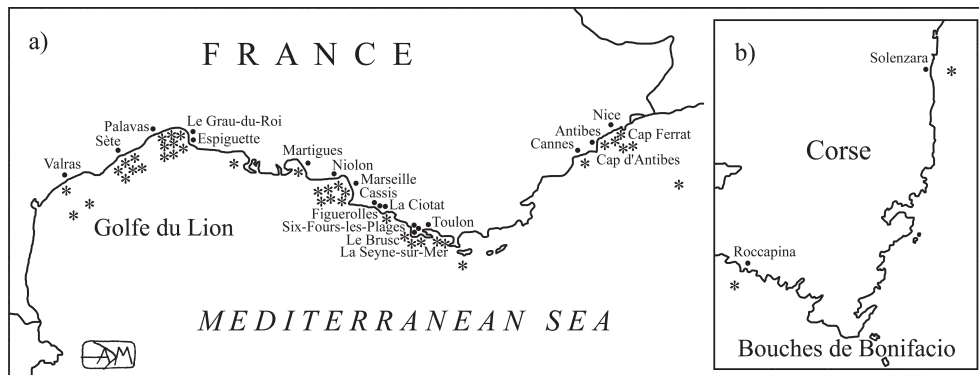 a)
FRANCE
Palavas
Le Grau-du-Roi
Sète
Espiguette
Valras
Martigues
Niolon
Marseille
Cassis
La Ciotat
Figuerolles
Six-Fours-les-Plages
Toulon
Le Brusc
La Seyne-sur-Mer
Nice
Antibes
Cap Ferrat
Cannes
Cap d'Antibes
Golfe du Lion
MEDITERRANEAN SEA
AM
b)
Solenzara
Corse
Roccapina
Bouches de Bonifacio